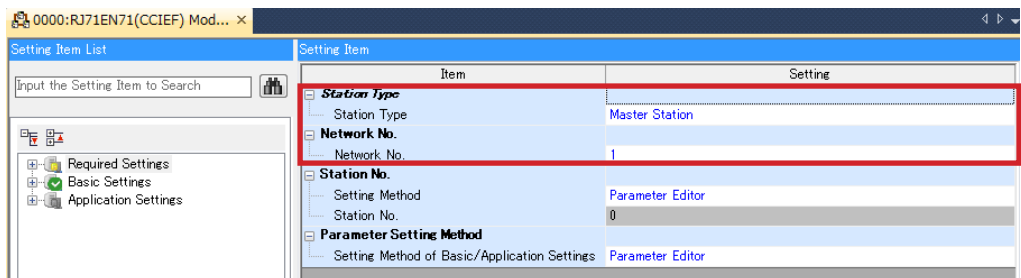 0000:RJ71EN71(CCIEF) Mod... ×
Setting Item List
Input the Setting Item to Search
Required Settings
Basic Settings
Application Settings
Setting Item
Item Setting
Station Type
Station Type Master Station
Network No.
Network No. 1
Station No.
Setting Method Parameter Editor
Station No. 0
Parameter Setting Method
Setting Method of Basic/Application Settings Parameter Editor